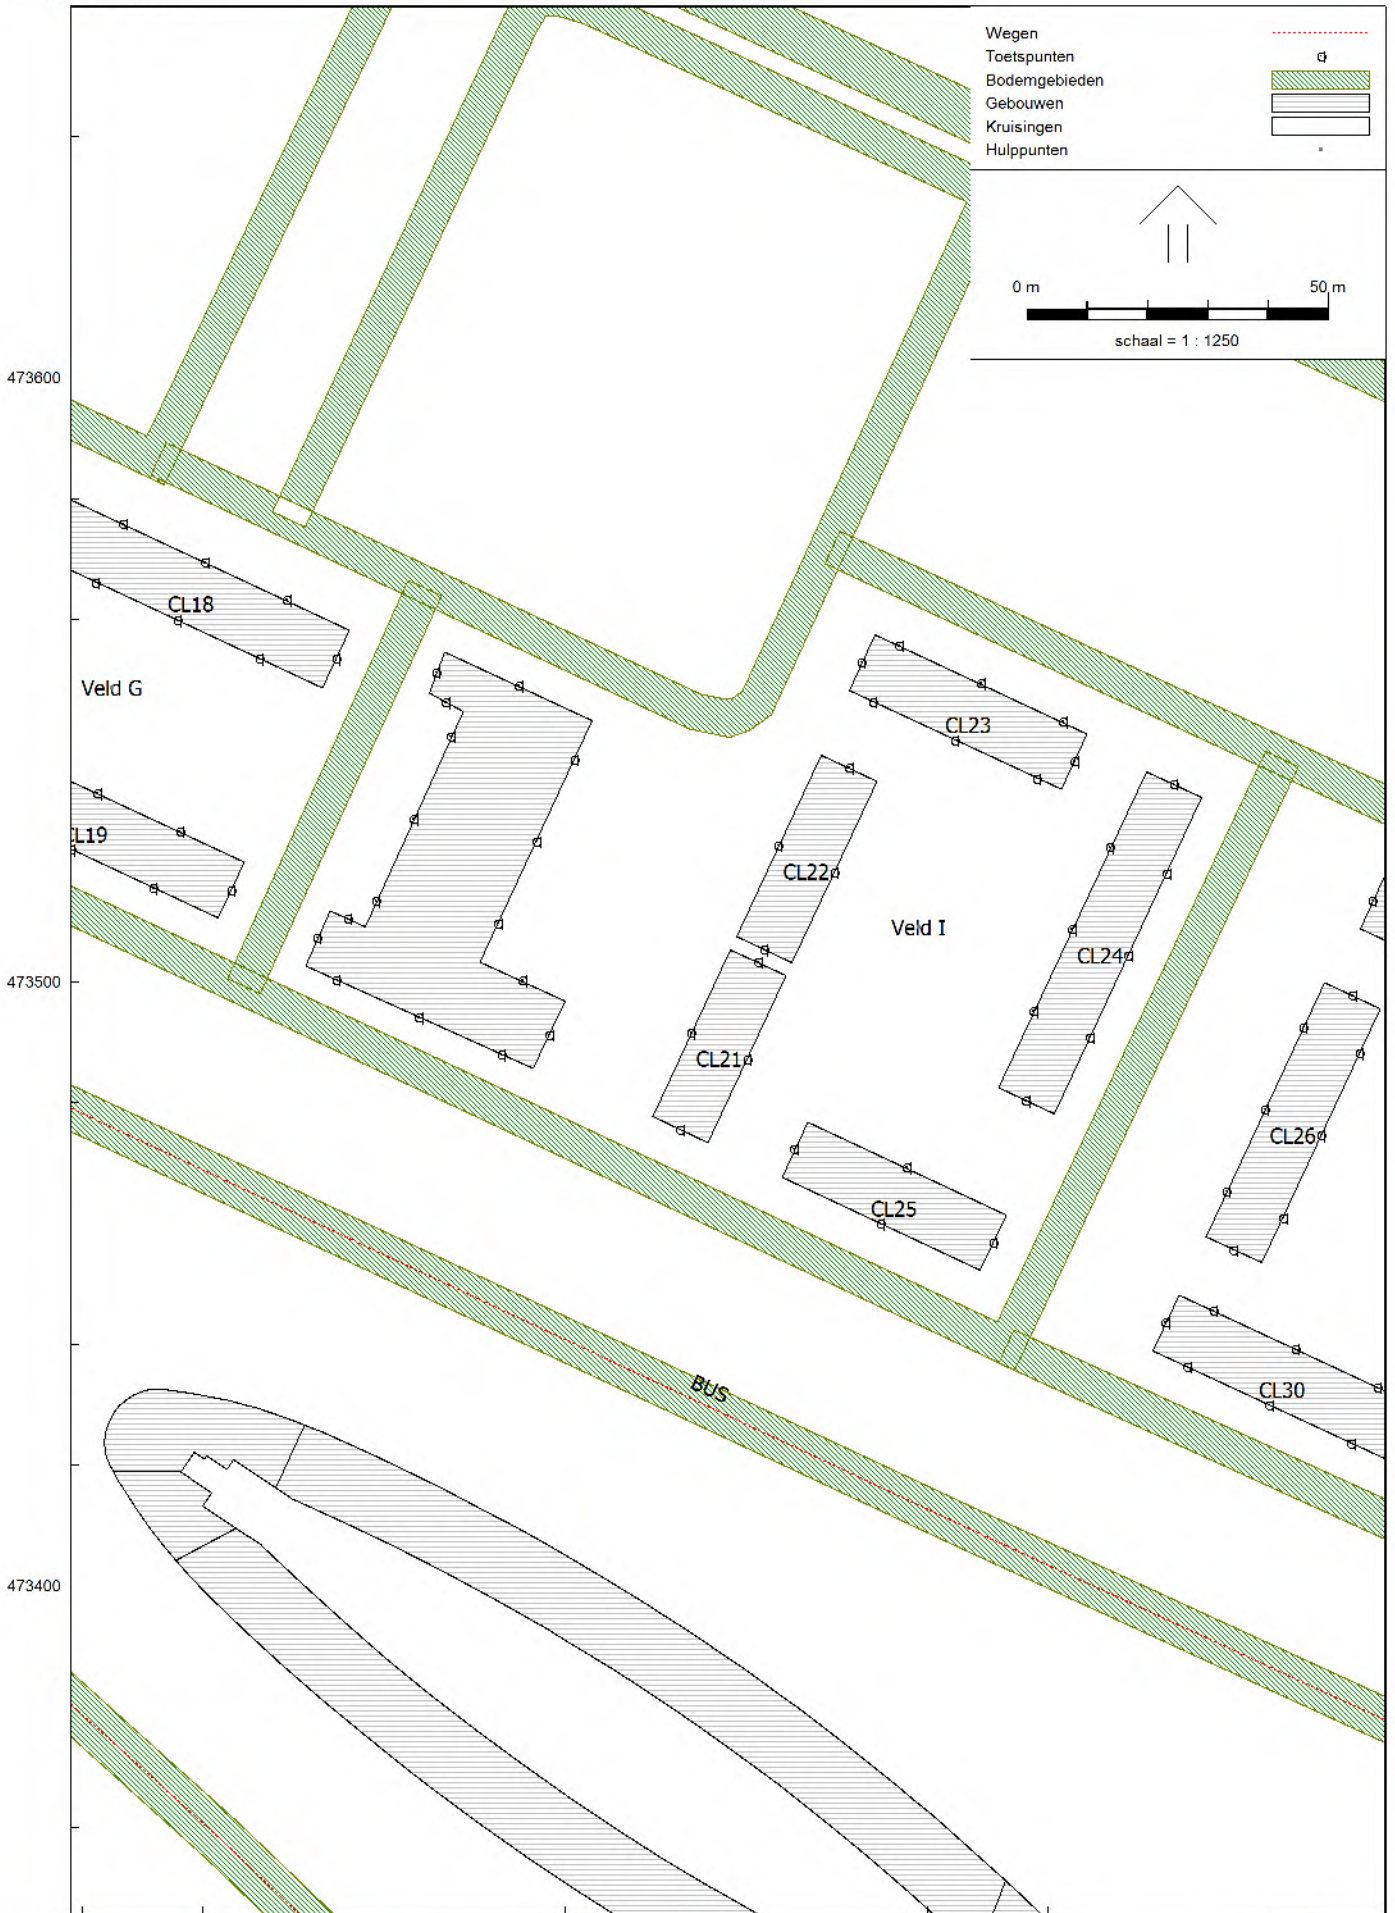 Wegen
Toetspunten
Bodemgebieden
Gebouwen
Kruisingen
Hulppunten
0 m 50 m
schaal = 1 : 1250
473600
CL18
Veld G
CL23
CL19
CL22
Veld I
CL24
473500
CL21
CL26
CL25
BUS
CL30
473400